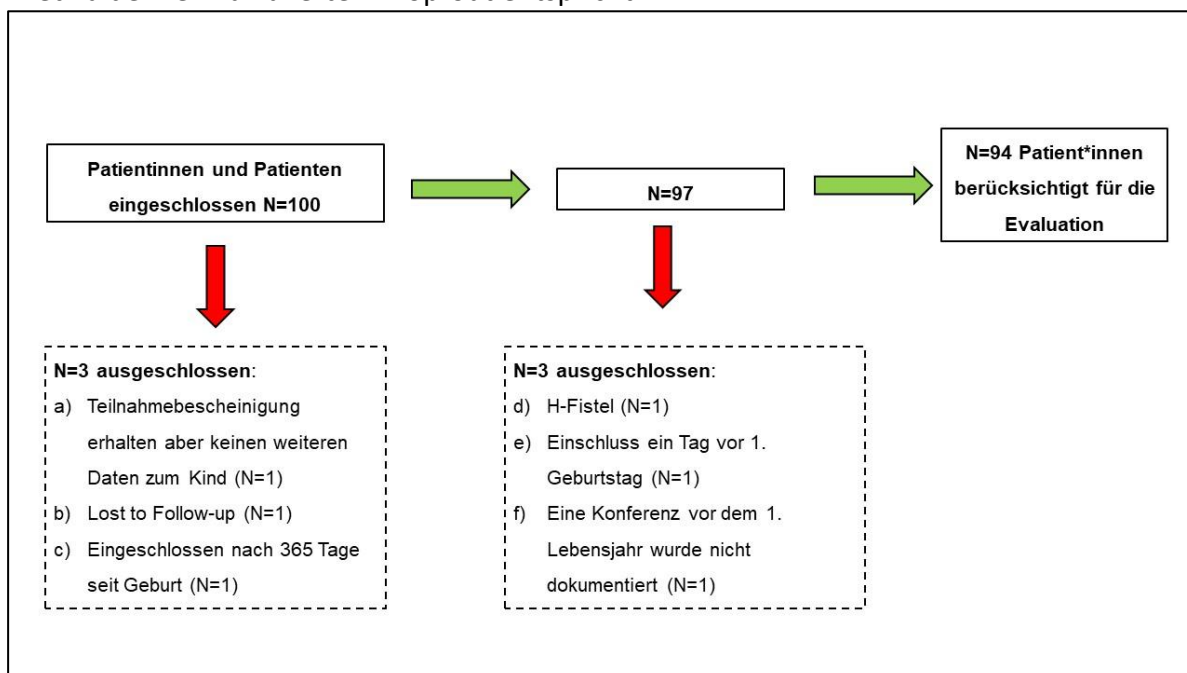 Patientinnen und Patienten
eingeschlossen N=100
N=97
N=94 Patient*innen
berücksichtigt für die
Evaluation
N=3 ausgeschlossen:
a) Teilnahmebescheinigung
erhalten aber keinen weiteren
Daten zum Kind (N=1)
b) Lost to Follow-up (N=1)
c) Eingeschlossen nach 365 Tage
seit Geburt (N=1)
N=3 ausgeschlossen:
d) H-Fistel (N=1)
e) Einschluss ein Tag vor 1.
Geburtstag (N=1)
f) Eine Konferenz vor dem 1.
Lebensjahr wurde nicht
dokumentiert (N=1)